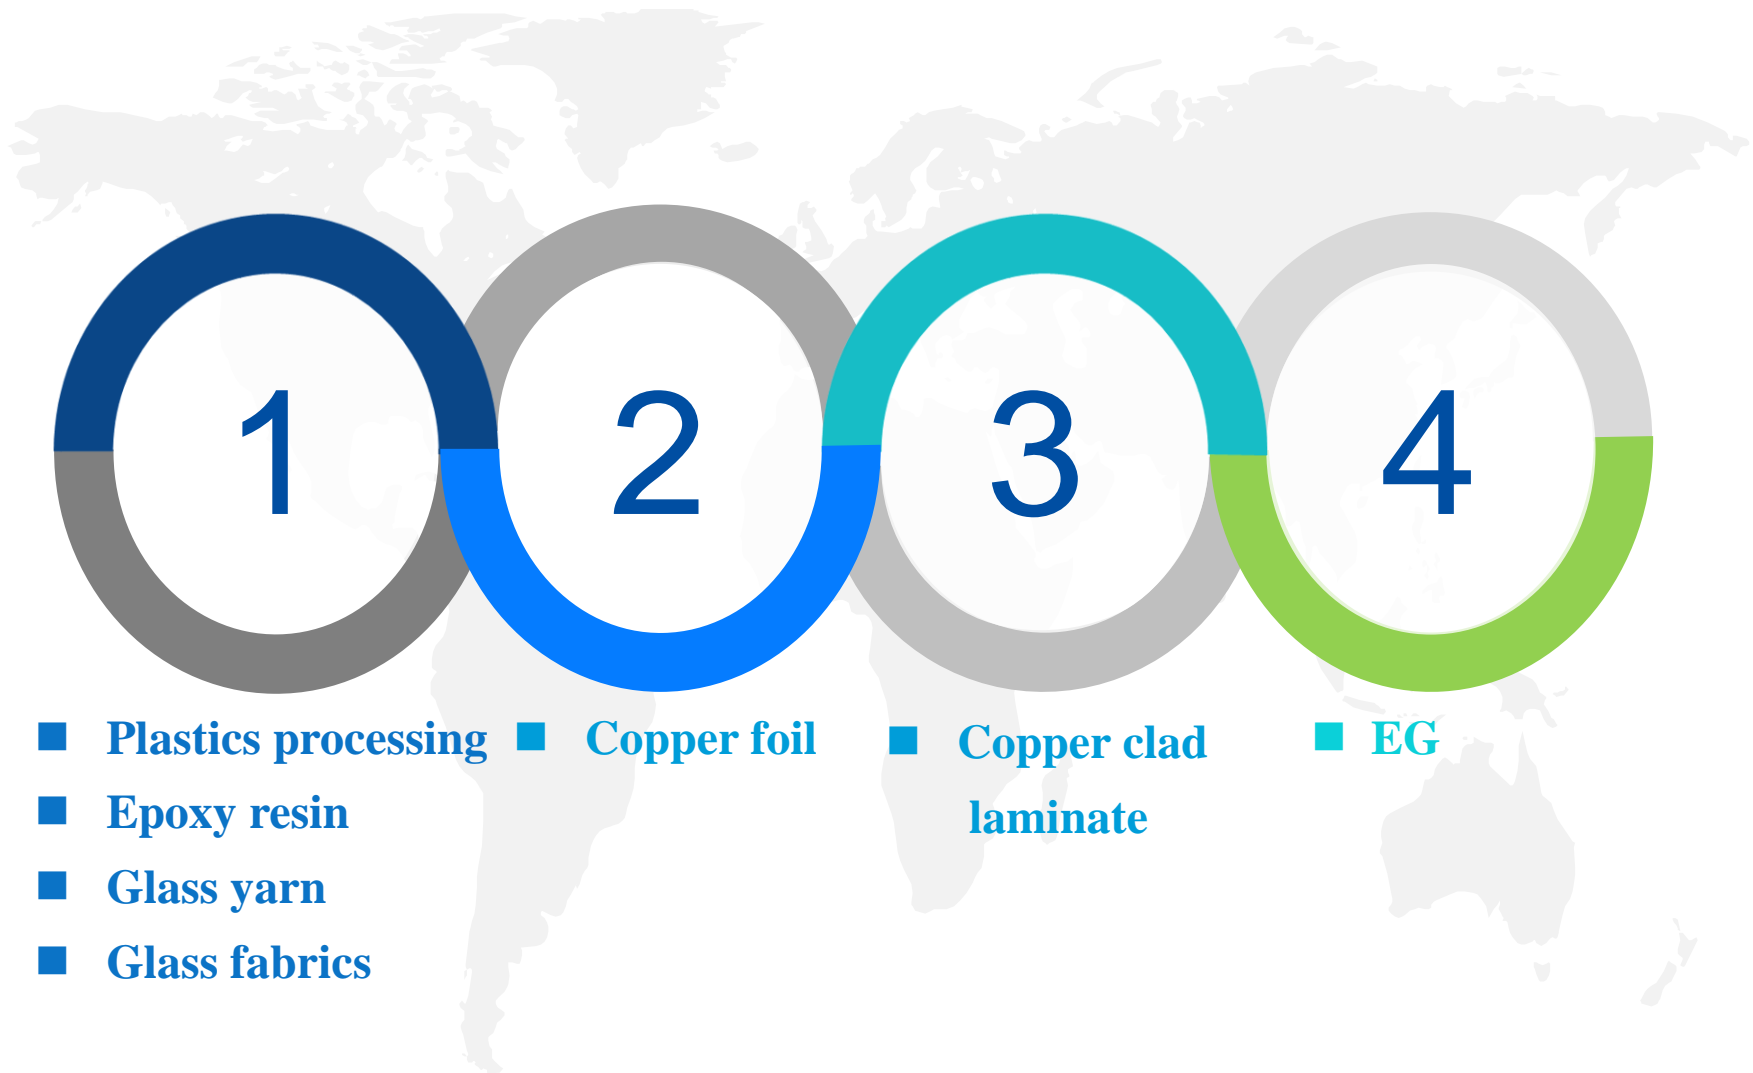 1
2
3
4
Plastics processing
Epoxy resin
Glass yarn
Glass fabrics
Copper foil
Copper clad
laminate
EG